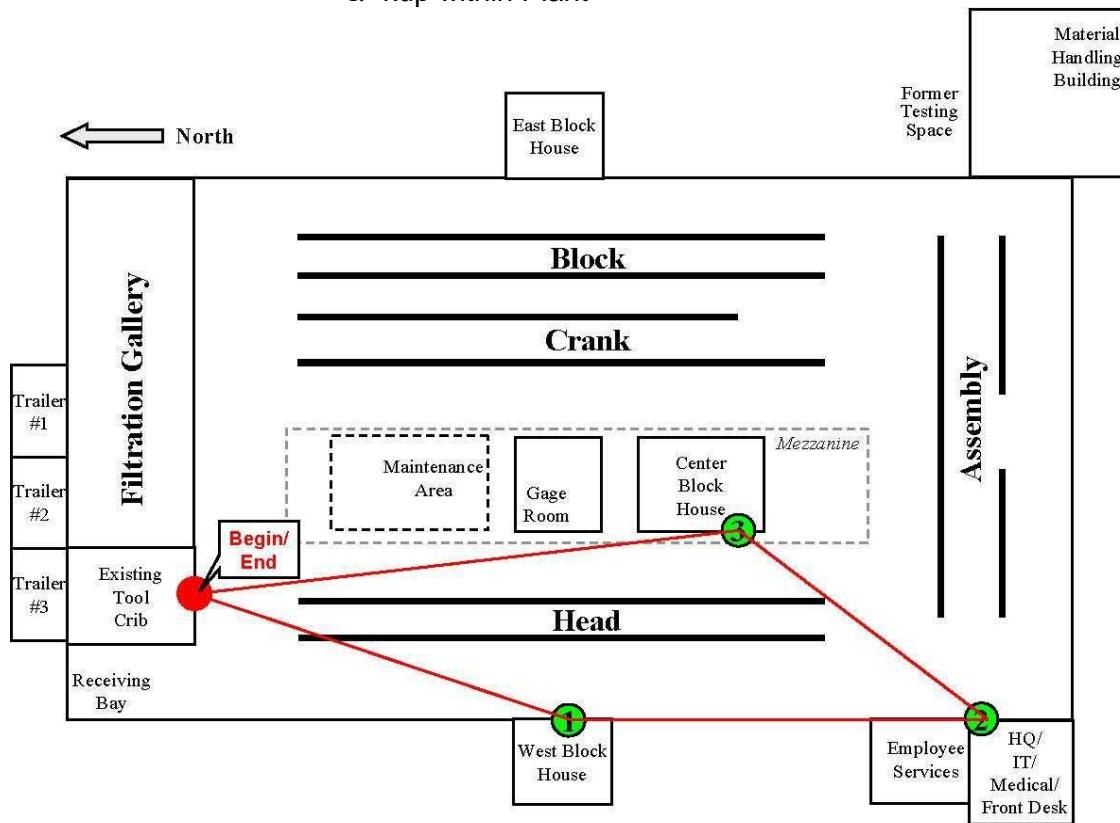 within Plant
Material
Handling
Building
Former
Testing
Space
East Block
House
North
Block
Crank
Filtration Gallery
Assembly
Trailer
#1
Trailer
#2
Trailer
#3
Mezzanine
Maintenance
Area
Gage
Room
Center
Block
House
3
Begin/
End
Existing
Tool
Crib
Head
Receiving
Bay
1
West Block
House
2
Employee
Services
HQ/
IT/
Medical/
Front Desk